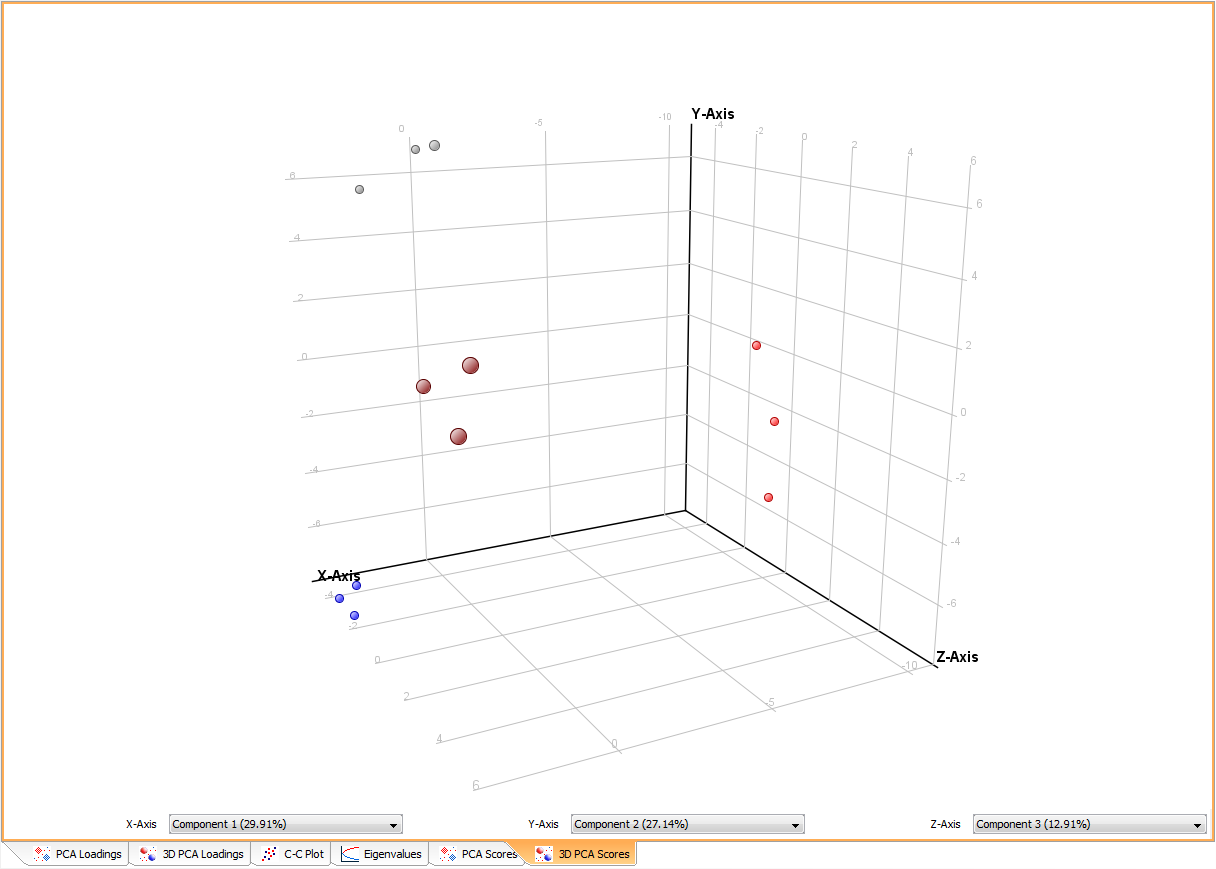 Y-Axis
0 -5 -10 -4 -2 0 2 4 6
6 6
4 4
2 2
0 0
-2 -2
-4 -4
-6 -6
X-Axis
Z-Axis
-4
-2
0
2
4
6
0
-5
-10
X-Axis Component 1 (29.91%) Y-Axis Component 2 (27.14%) Z-Axis Component 3 (12.91%)
PCA Loadings 3D PCA Loadings C-C Plot Eigenvalues PCA Scores 3D PCA Scores